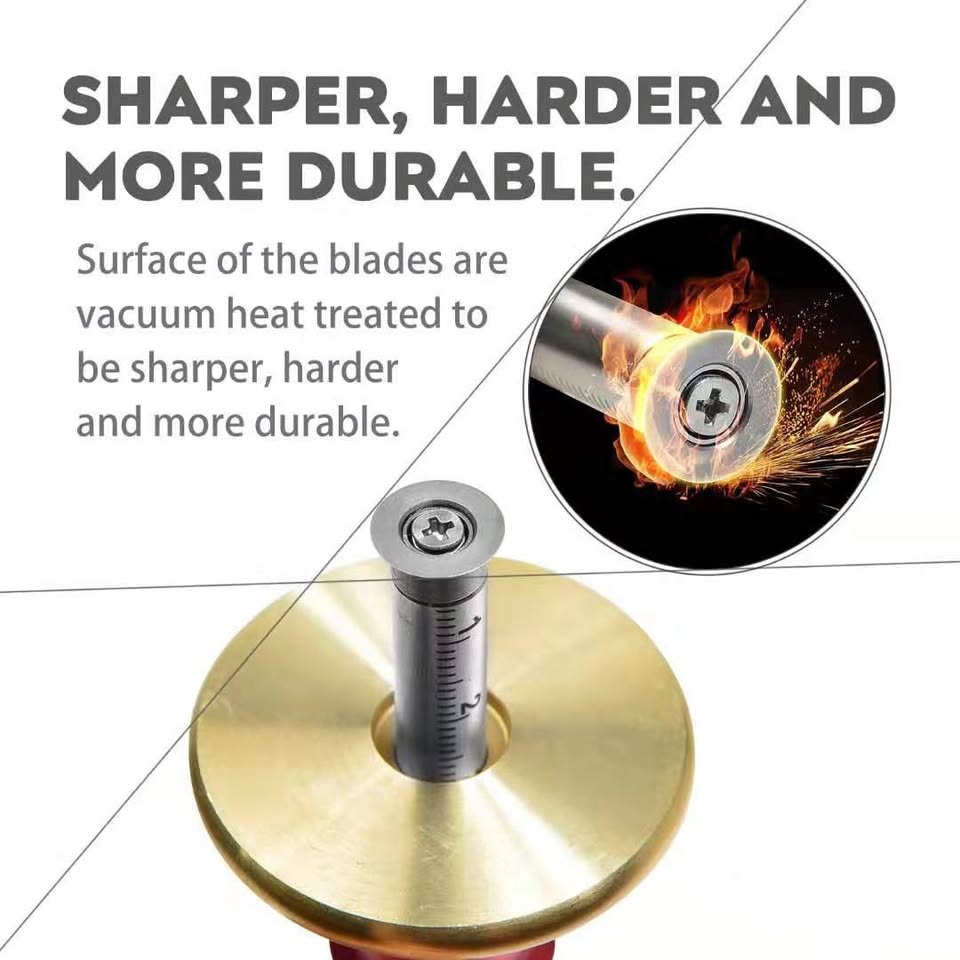 SHARPER, HARDER AND
MORE DURABLE.
Surface of the blades are
vacuum heat treated to
be sharper, harder
and more durable.
1
2